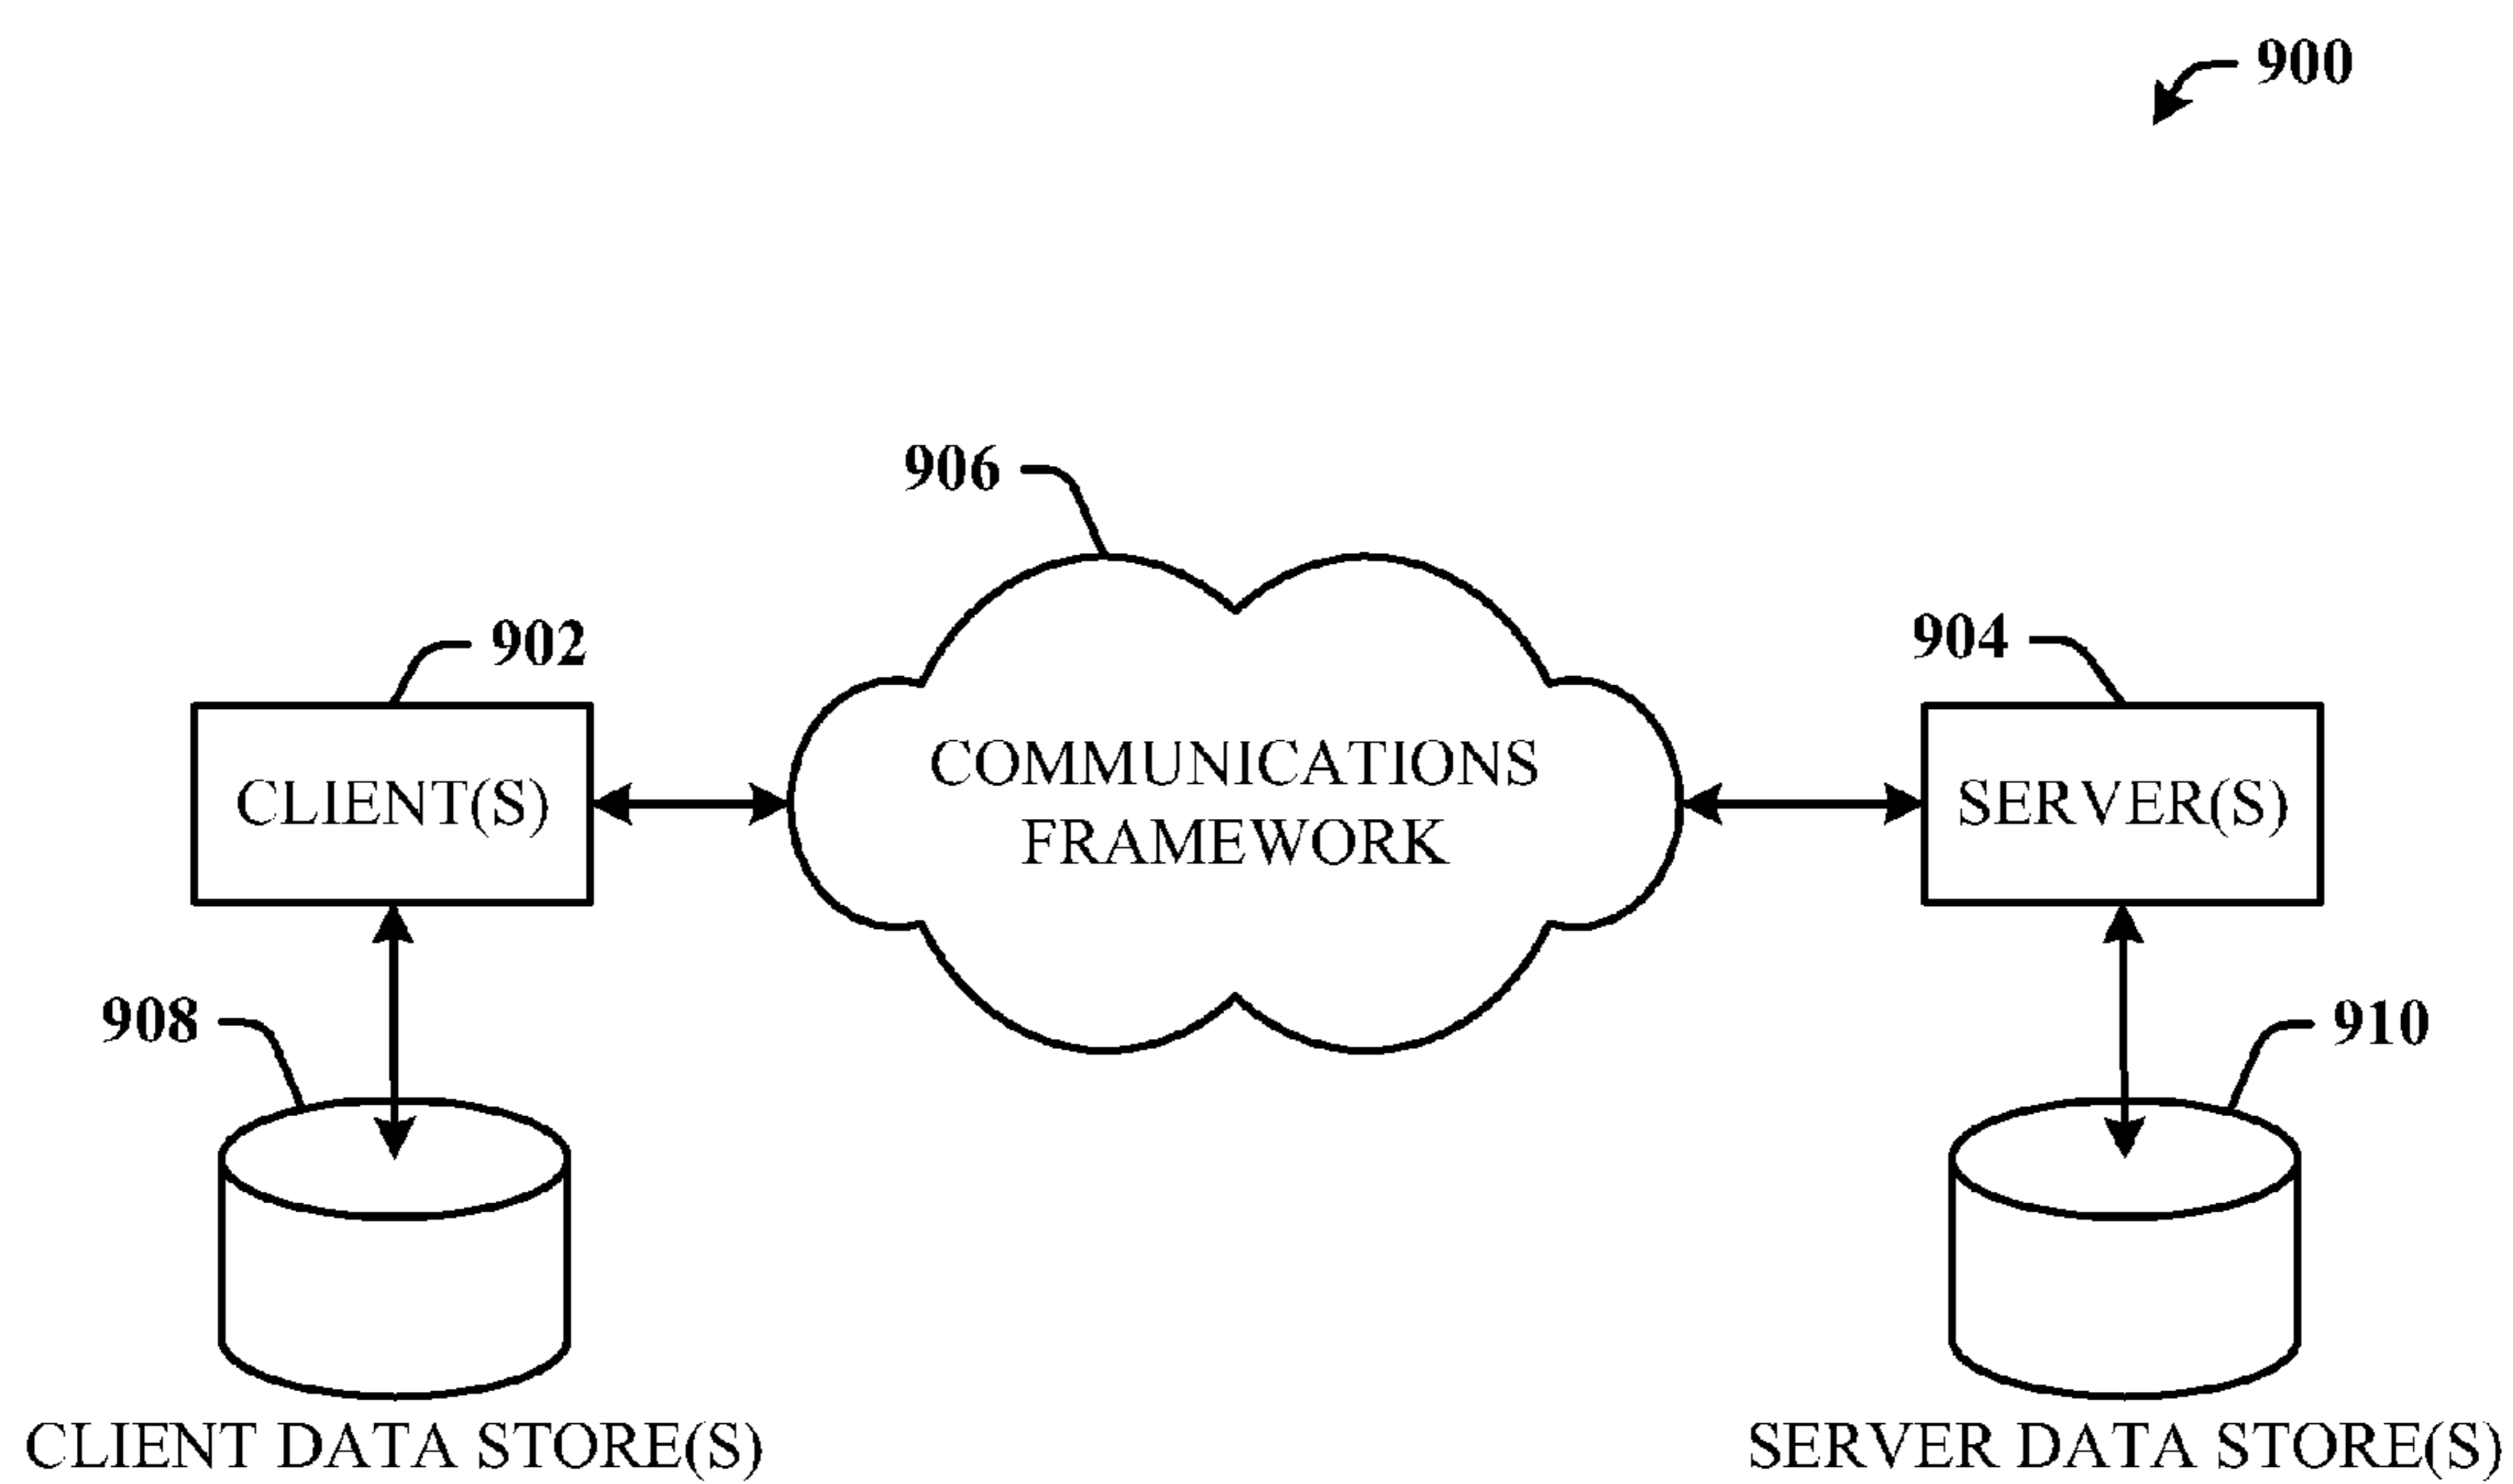 900
906
902
904
COMMUNICATIONS
FRAMEWORK
CLIENT(S)
SERVER(S)
908
910
CLIENT DATA STORE(S)
SERVER DATA STORE(S)